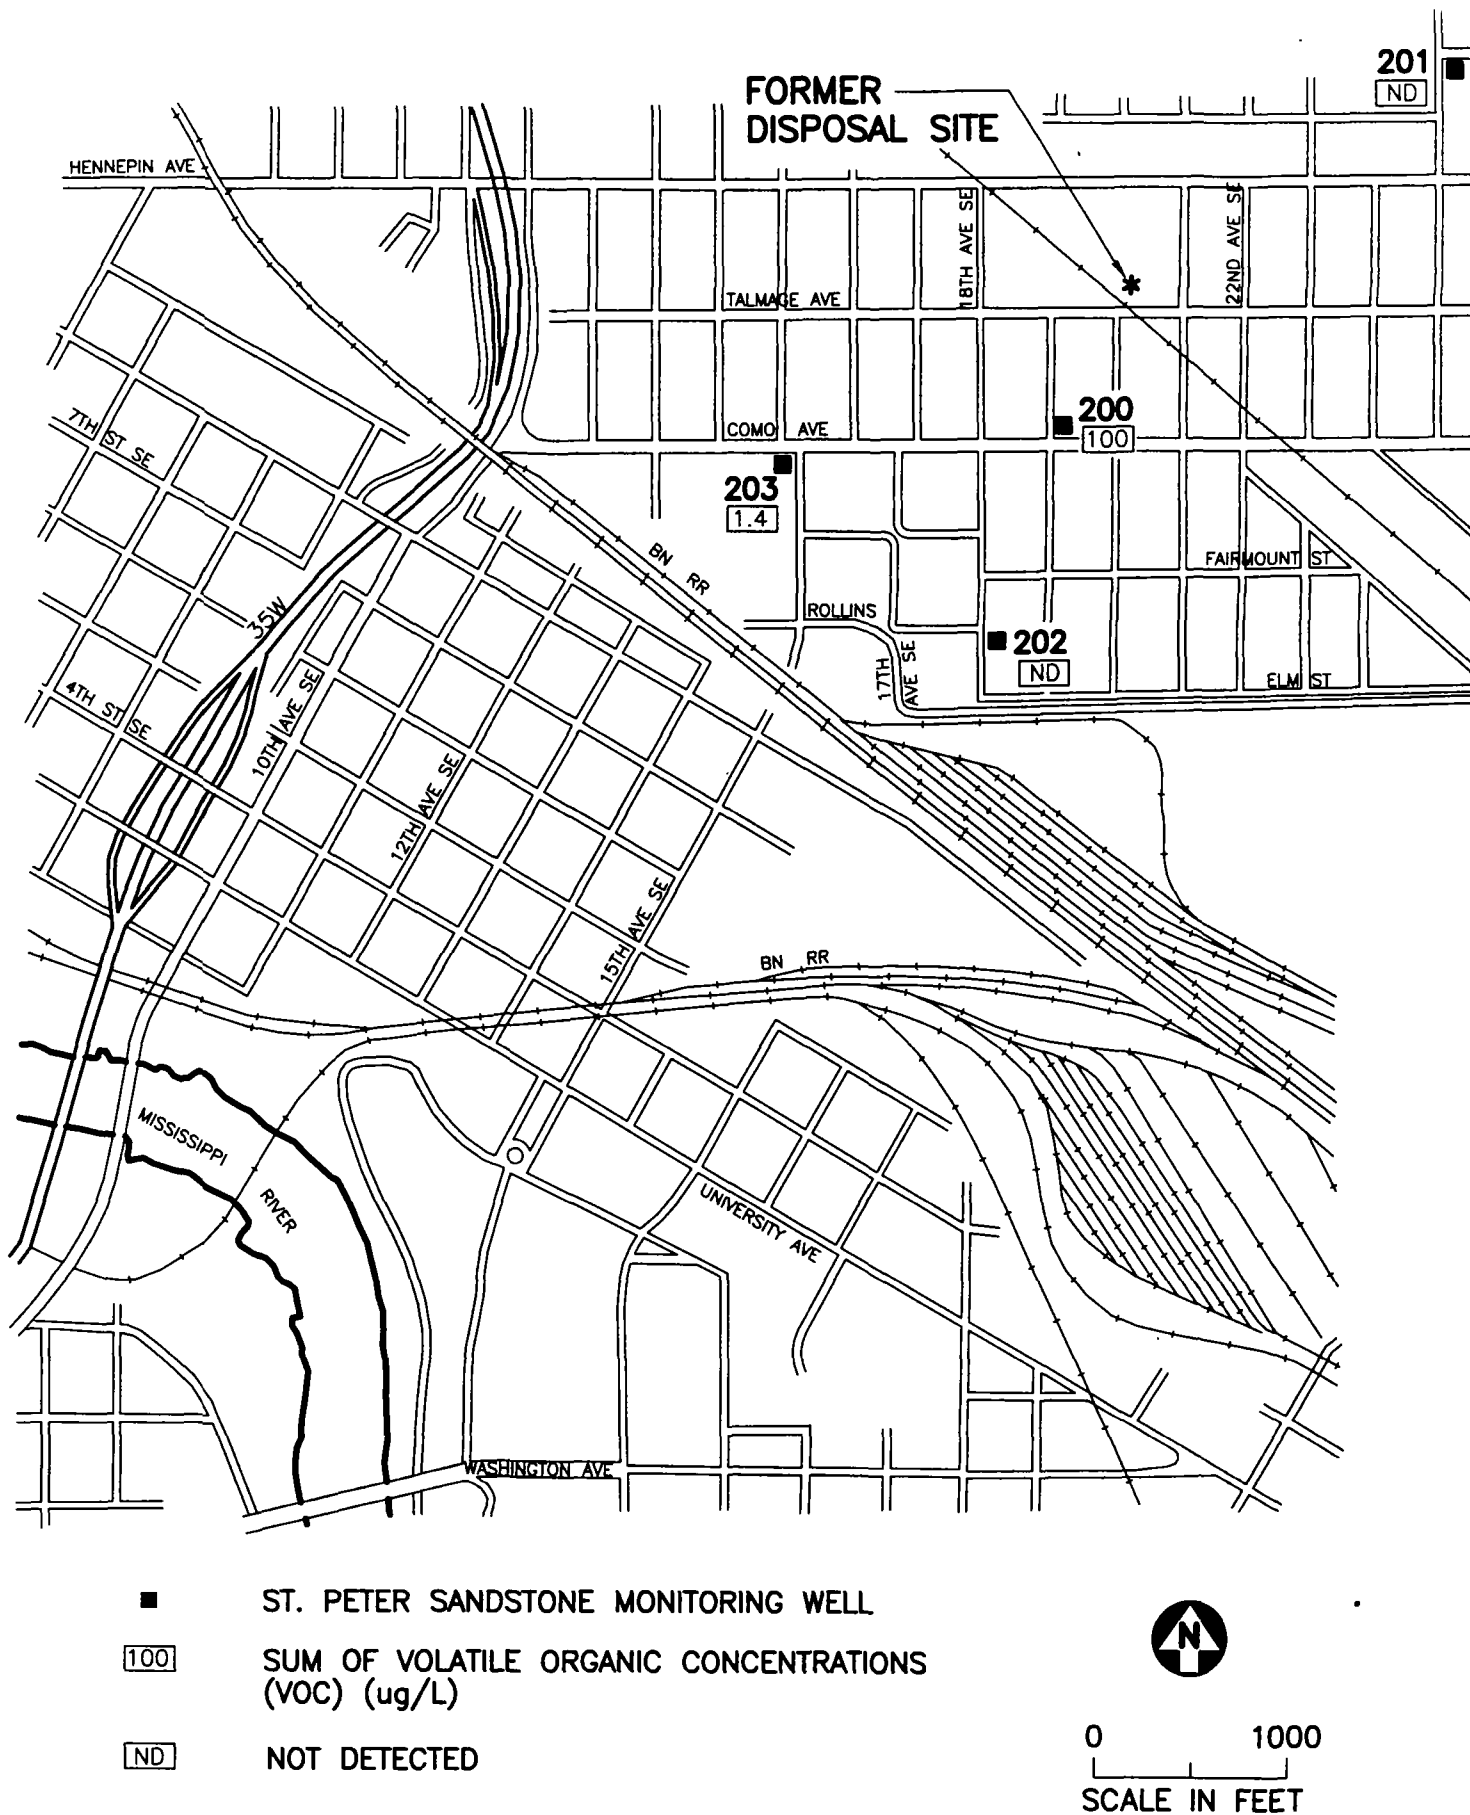 201
ND
FORMER
DISPOSAL SITE
HENNEPIN AVE
18TH AVE SE
22ND AVE SE
TALMAGE AVE
7TH ST SE
COMO AVE
200
100
203
1.4
BN RR
FAIRMOUNT ST
35W
ROLLINS
202
ND
17TH
AVE SE
ELM ST
4TH ST SE
10TH AVE SE
12TH AVE SE
15TH AVE SE
BN RR
MISSISSIPPI
RIVER
UNIVERSITY AVE
WASHINGTON AVE
ST. PETER SANDSTONE MONITORING WELL
100
SUM OF VOLATILE ORGANIC CONCENTRATIONS
(VOC) (ug/L)
ND
NOT DETECTED
N
0 1000
SCALE IN FEET